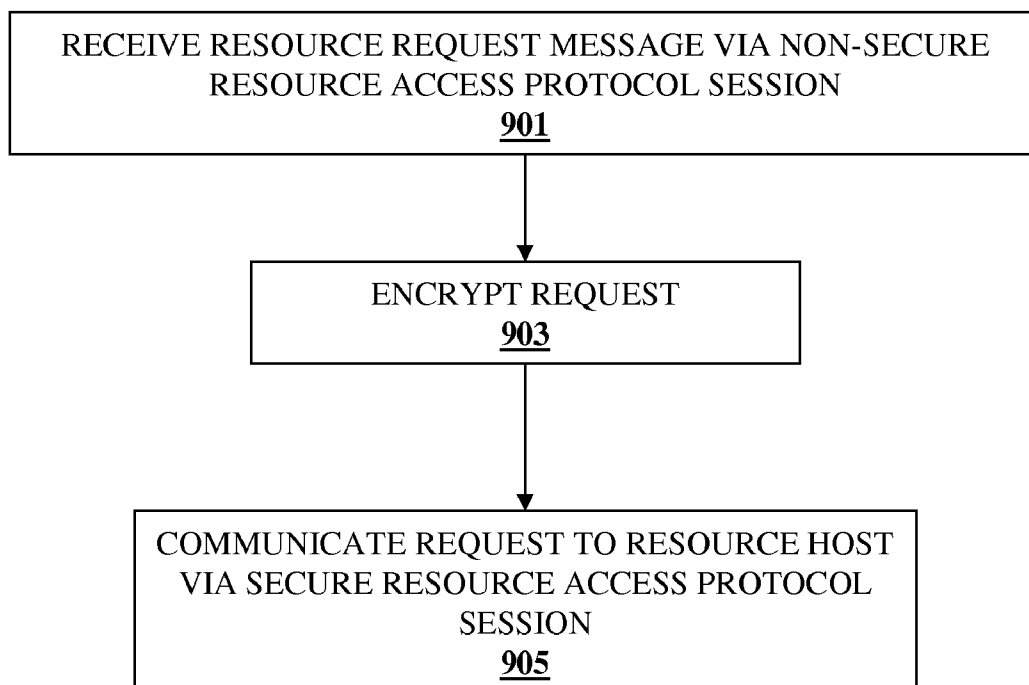 RECEIVE RESOURCE REQUEST MESSAGE VIA NON-SECURE
RESOURCE ACCESS PROTOCOL SESSION
901
ENCRYPT REQUEST
903
COMMUNICATE REQUEST TO RESOURCE HOST
VIA SECURE RESOURCE ACCESS PROTOCOL
SESSION
905